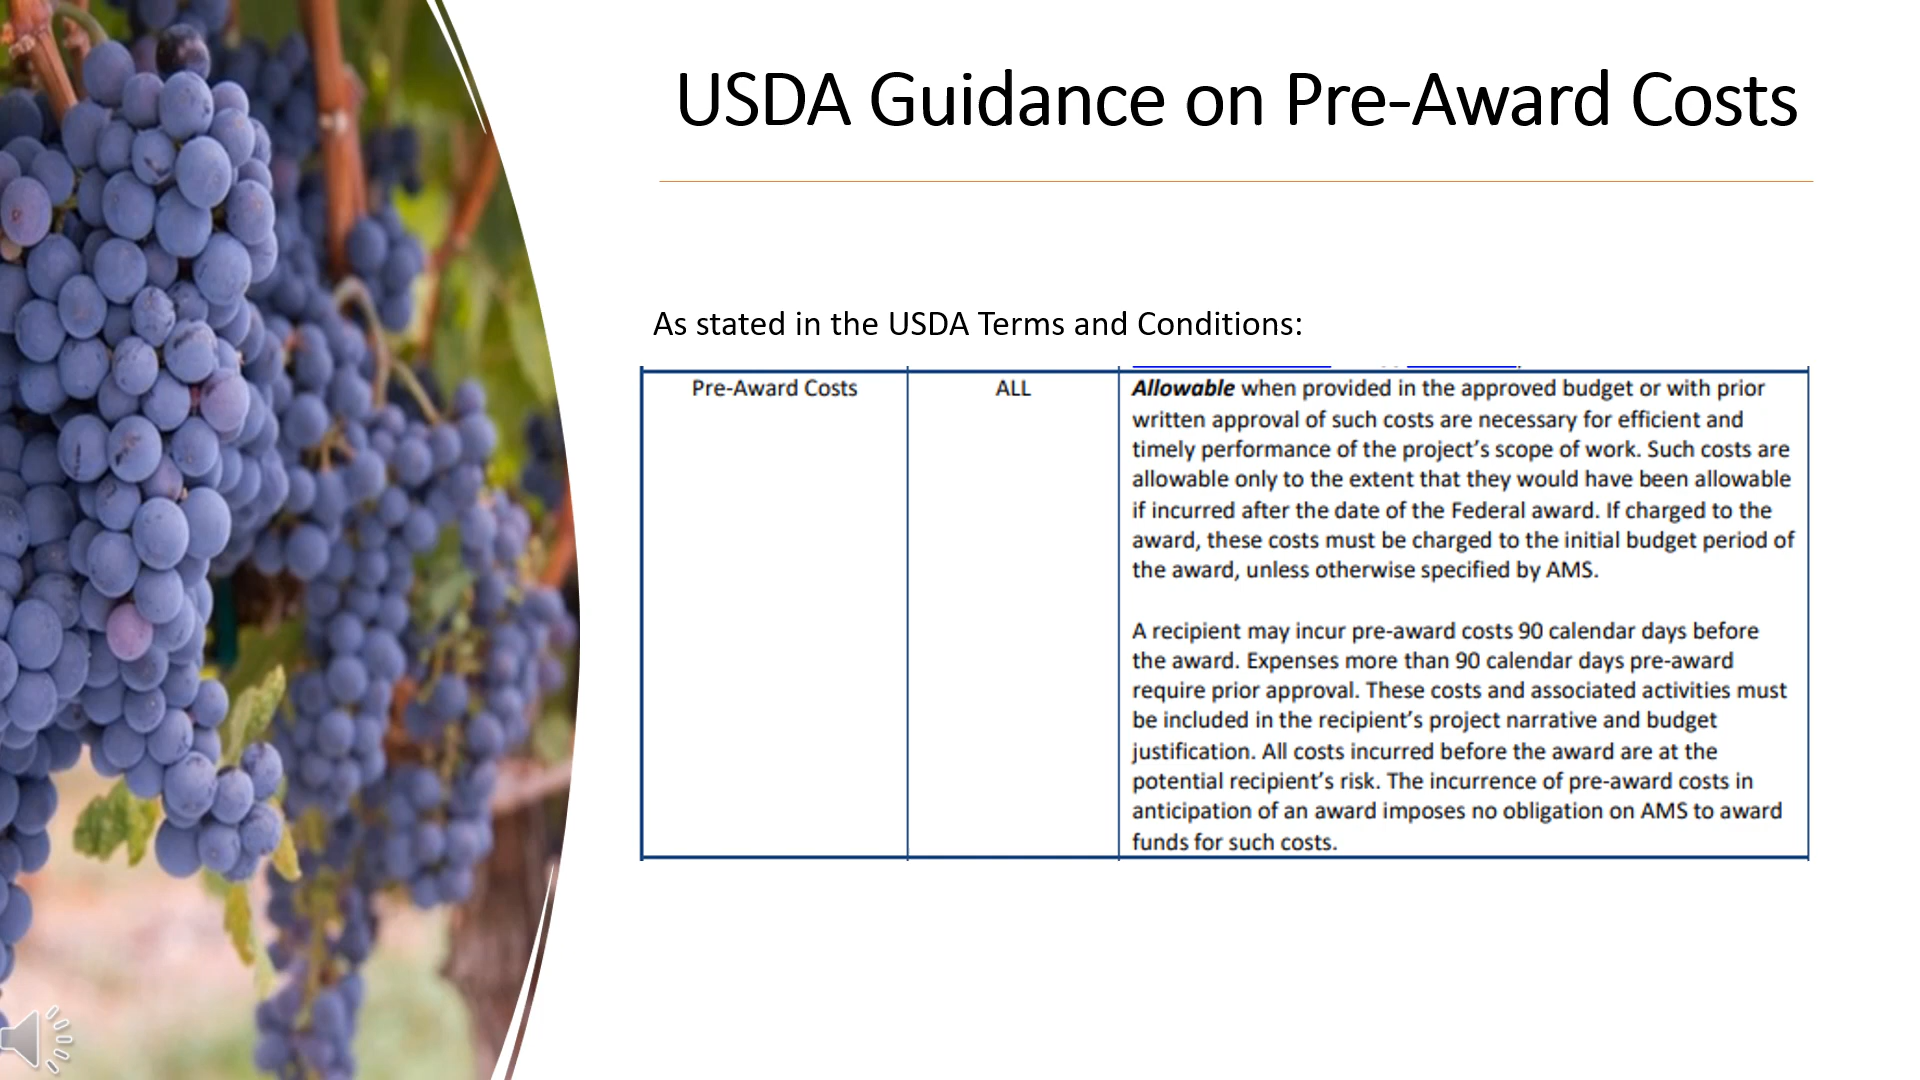 USDA Guidance on Pre-Award Costs
As stated in the USDA Terms and Conditions:
Pre-Award Costs
ALL
Allowable when provided in the approved budget or with prior
written approval of such costs are necessary for efficient and
timely performance of the project's scope of work. Such costs are
allowable only to the extent that they would have been allowable
if incurred after the date of the Federal award. If charged to the
award, these costs must be charged to the initial budget period of
the award, unless otherwise specified by AMS.
A recipient may incur pre-award costs 90 calendar days before
the award. Expenses more than 90 calendar days pre-award
require prior approval. These costs and associated activities must
be included in the recipient's project narrative and budget
justification. All costs incurred before the award are at the
potential recipient's risk. The incurrence of pre-award costs in
anticipation of an award imposes no obligation on AMS to award
funds for such costs.